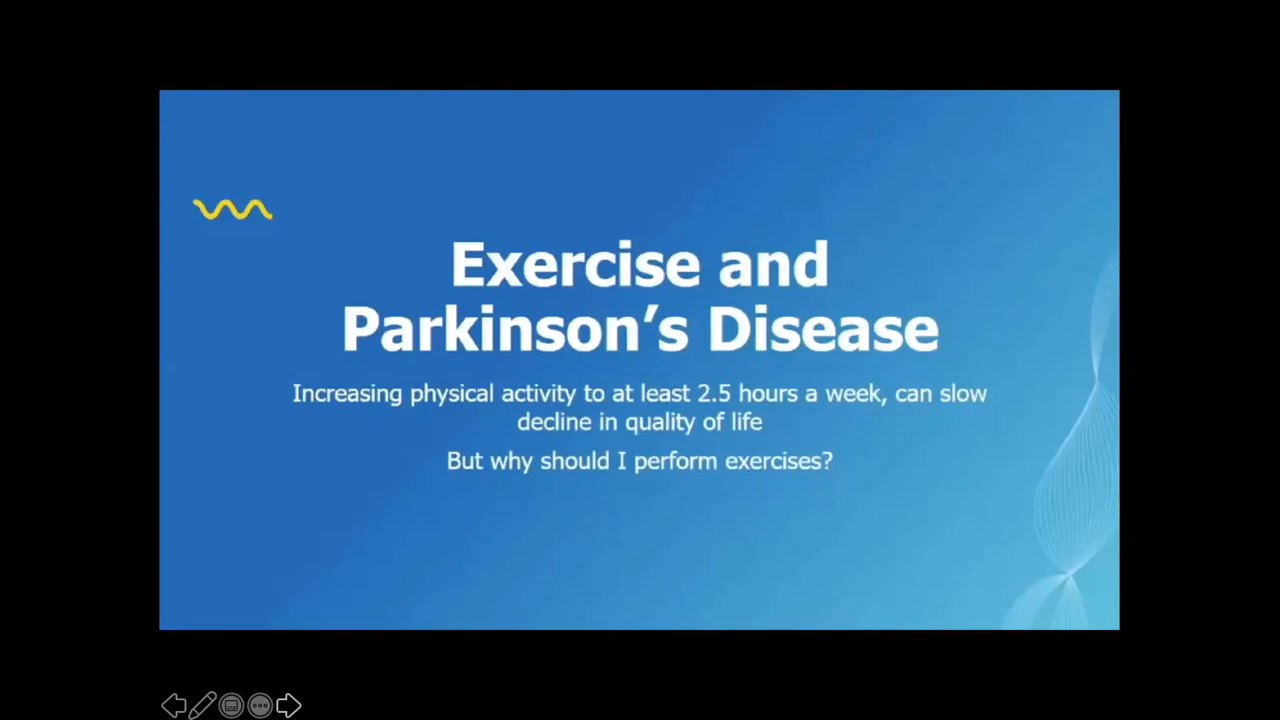 Exercise and
Parkinson’s Disease
Increasing physical activity to at least 2.5 hours a week, can slow
decline in quality of life
But why should I perform exercises?